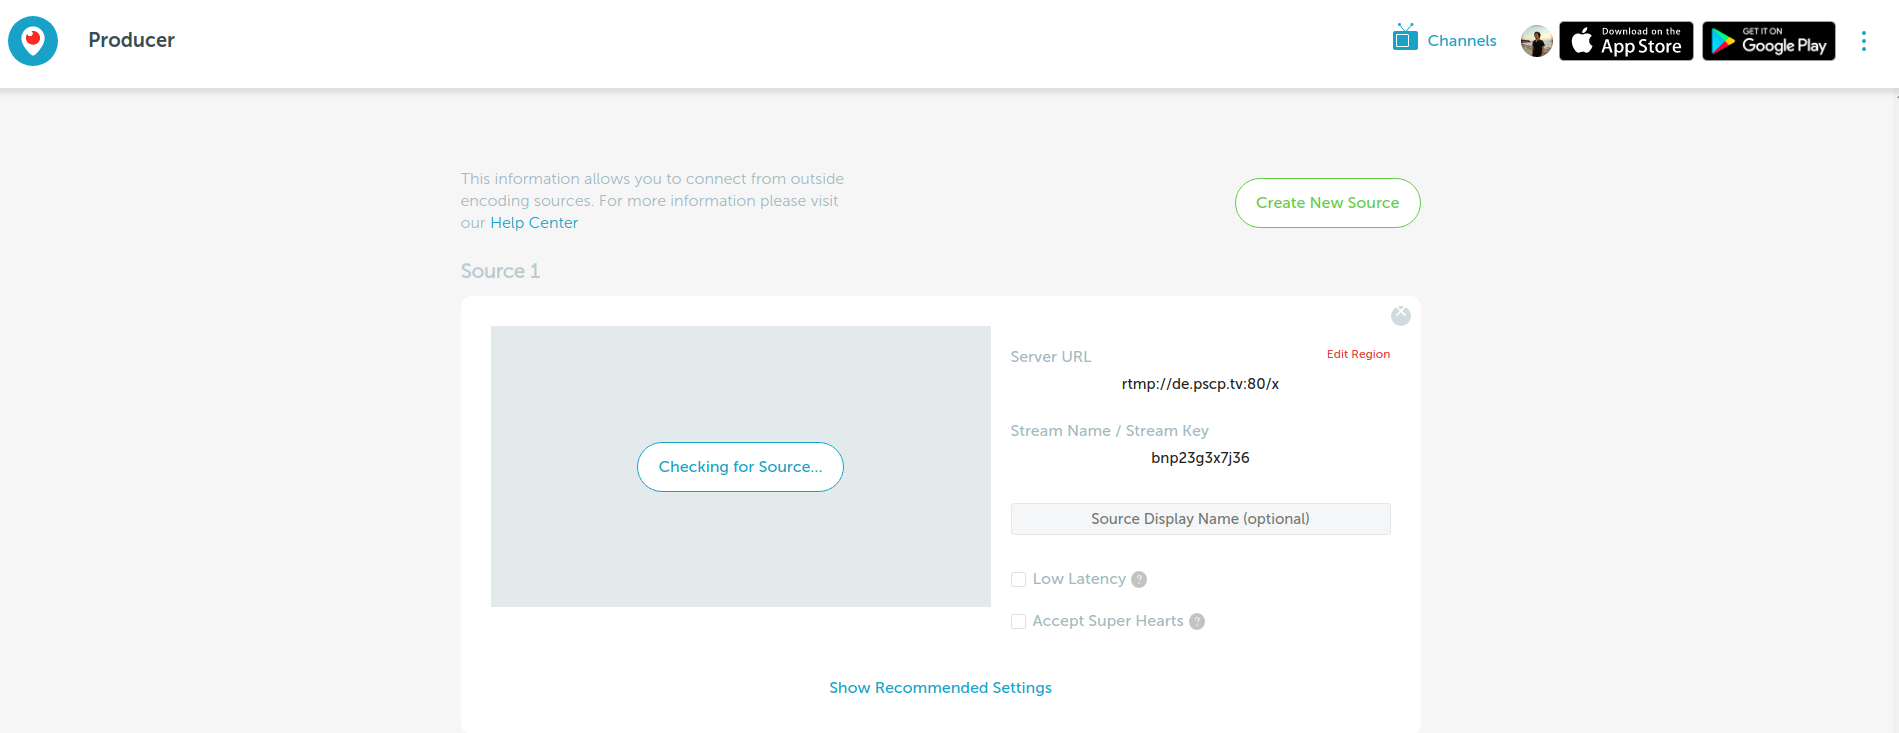 Producer
Channels
Download on the
App Store
GET IT ON
Google Play
This information allows you to connect from outside
encoding sources. For more information please visit
our Help Center
Create New Source
Source 1
Server URL
Edit Region
rtmp://de.pscp.tv:80/x
Stream Name / Stream Key
bnp23g3x7j36
Checking for Source...
Source Display Name (optional)
Low Latency ?
Accept Super Hearts ?
Show Recommended Settings